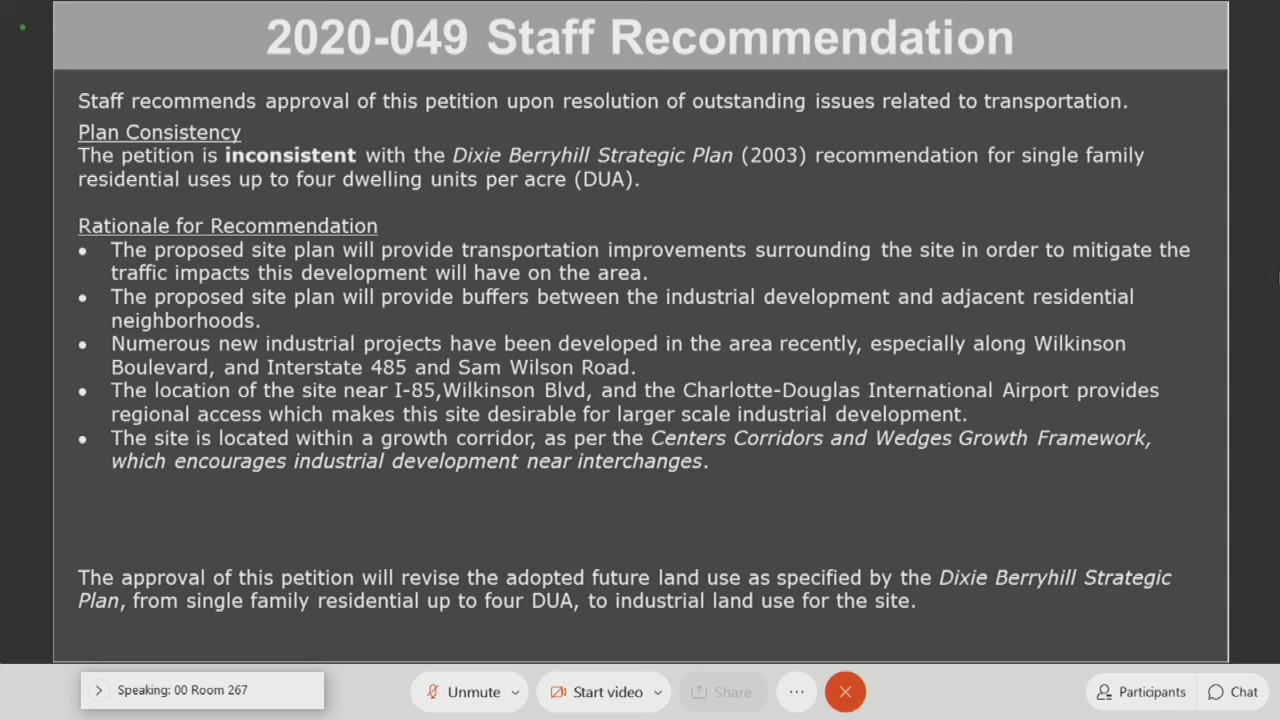 2020-049 Staff Recommendation
Staff recommends approval of this petition upon resolution of outstanding issues related to transportation.
Plan Consistency
The petition is inconsistent with the Dixie Berryhill Strategic Plan (2003) recommendation for single family
residential uses up to four dwelling units per acre (DUA).
Rationale for Recommendation
• The proposed site plan will provide transportation improvements surrounding the site in order to mitigate the
traffic impacts this development will have on the area.
• The proposed site plan will provide buffers between the industrial development and adjacent residential
neighborhoods.
• Numerous new industrial projects have been developed in the area recently, especially along Wilkinson
Boulevard, and Interstate 485 and Sam Wilson Road.
• The location of the site near I-85,Wilkinson Blvd, and the Charlotte-Douglas International Airport provides
regional access which makes this site desirable for larger scale industrial development.
• The site is located within a growth corridor, as per the Centers Corridors and Wedges Growth Framework,
which encourages industrial development near interchanges.
The approval of this petition will revise the adopted future land use as specified by the Dixie Berryhill Strategic
Plan, from single family residential up to four DUA, to industrial land use for the site.
Speaking: 00 Room 267
Unmute
Start video
Share
Participants
Chat